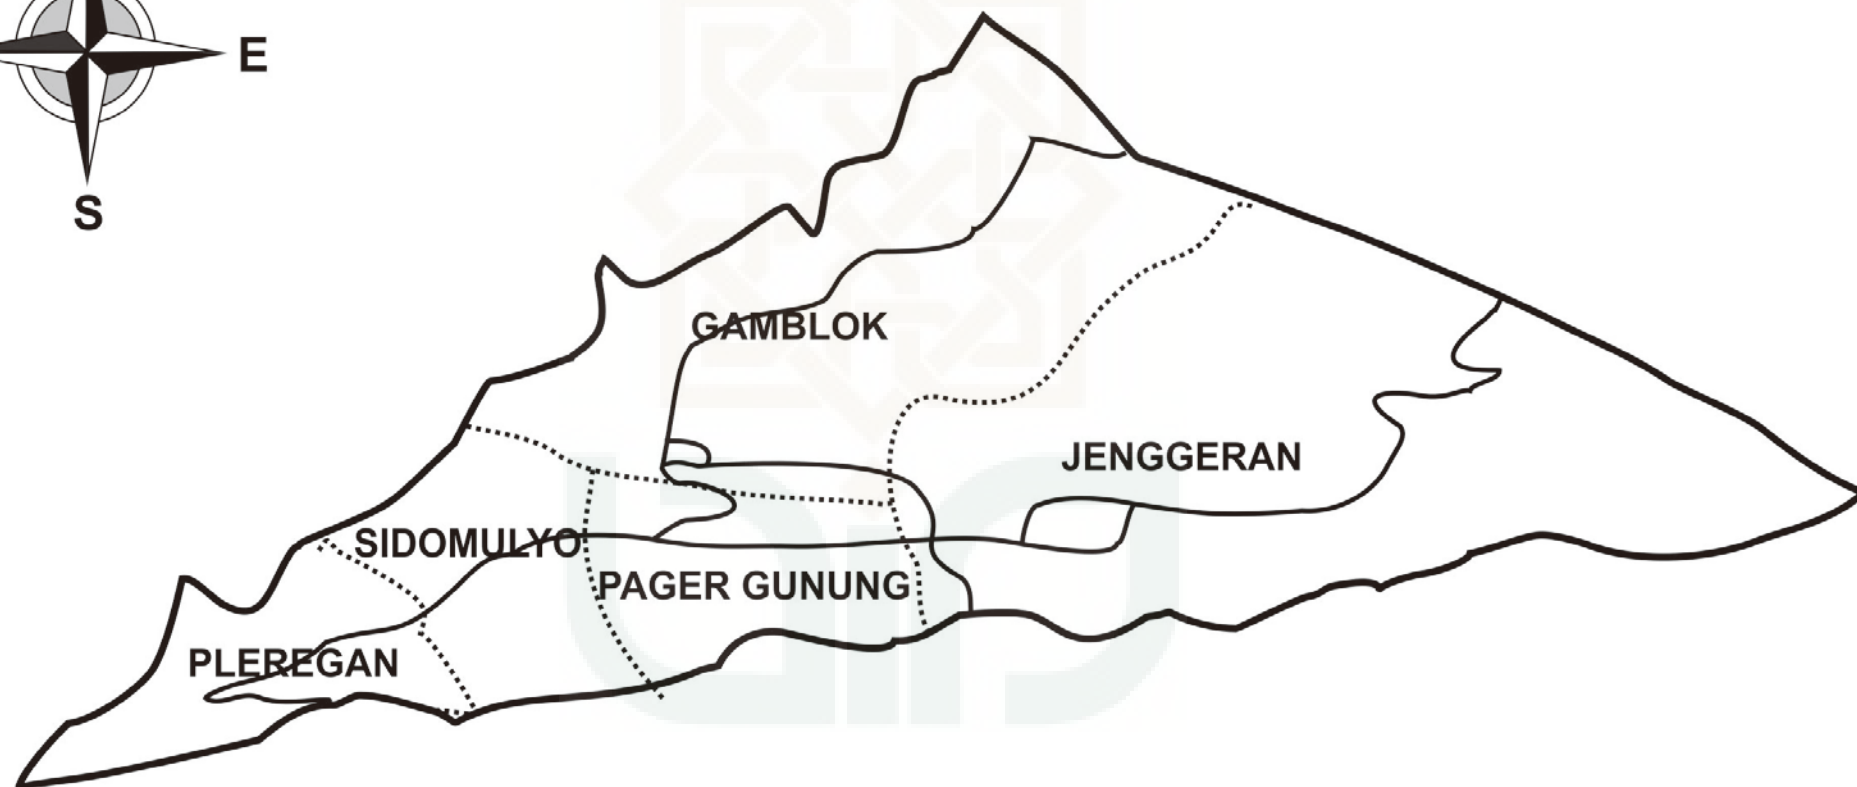 E
S
GAMBLOK
JENGGERAN
SIDOMULYO
PAGER GUNUNG
PLEREGAN